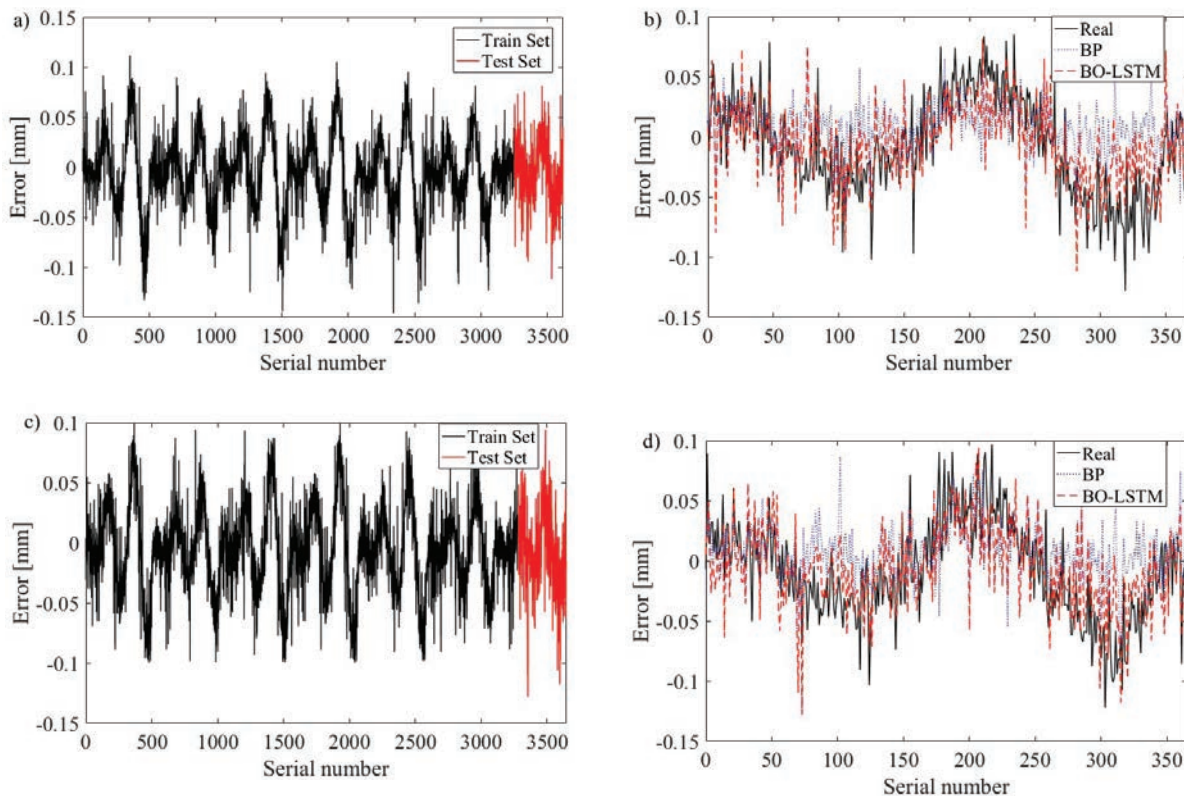 a)
Error [mm]
0.15
0.1
0.05
0
-0.05
-0.1
-0.15
Train Set
Test Set
0 500 1000 1500 2000 2500 3000 3500
Serial number
b)
Error [mm]
0.1
0.05
0
-0.05
-0.1
-0.15
Real
BP
BO-LSTM
0 50 100 150 200 250 300 350
Serial number
c)
Error [mm]
0.1
0.05
0
-0.05
-0.1
-0.15
Train Set
Test Set
0 500 1000 1500 2000 2500 3000 3500
Serial number
d)
Error [mm]
0.1
0.05
0
-0.05
-0.1
-0.15
Real
BP
BO-LSTM
0 50 100 150 200 250 300 350
Serial number